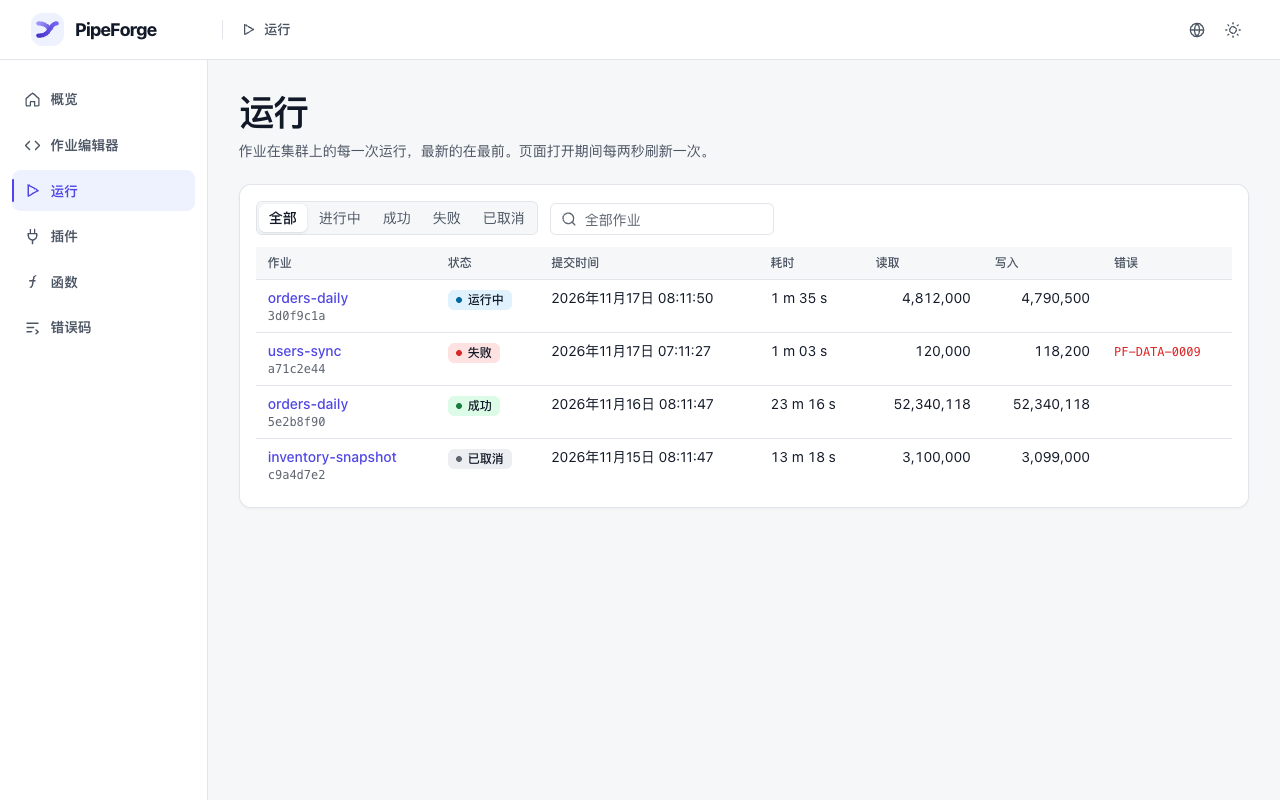 PipeForge
运行
概览
作业编辑器
运行
插件
函数
错误码
运行
作业在集群上的每一次运行，最新的在最前。页面打开期间每两秒刷新一次。
全部 进行中 成功 失败 已取消 全部作业
作业 状态 提交时间 耗时 读取 写入 错误
orders-daily 运行中 2026年11月17日 08:11:50 1 m 35 s 4,812,000 4,790,500
3d0f9c1a
users-sync 失败 2026年11月17日 07:11:27 1 m 03 s 120,000 118,200 PF-DATA-0009
a71c2e44
orders-daily 成功 2026年11月16日 08:11:47 23 m 16 s 52,340,118 52,340,118
5e2b8f90
inventory-snapshot 已取消 2026年11月15日 08:11:47 13 m 18 s 3,100,000 3,099,000
c9a4d7e2